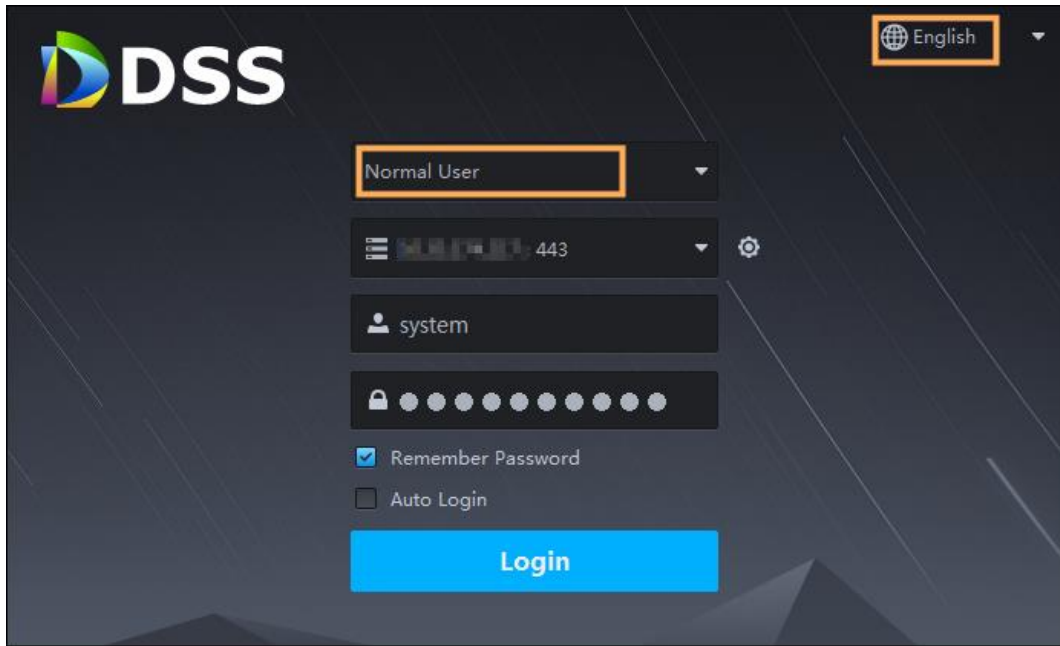 DSS
English
Normal User
443
system
Remember Password
Auto Login
Login